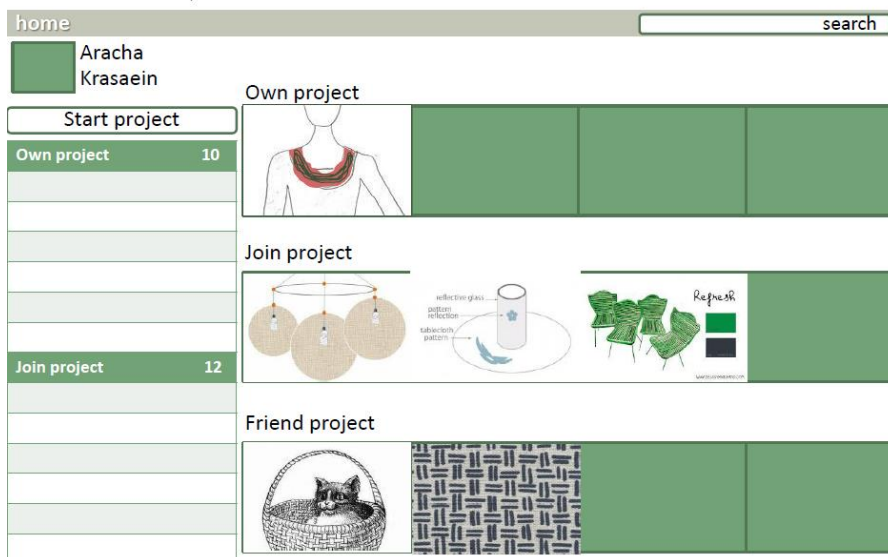 home
search
Aracha
Krasaein
Start project
Own project 10
Join project 12
Own project
Join project
reflective glass
pattern
reflection
tablecloth
pattern
Refresh
Friend project